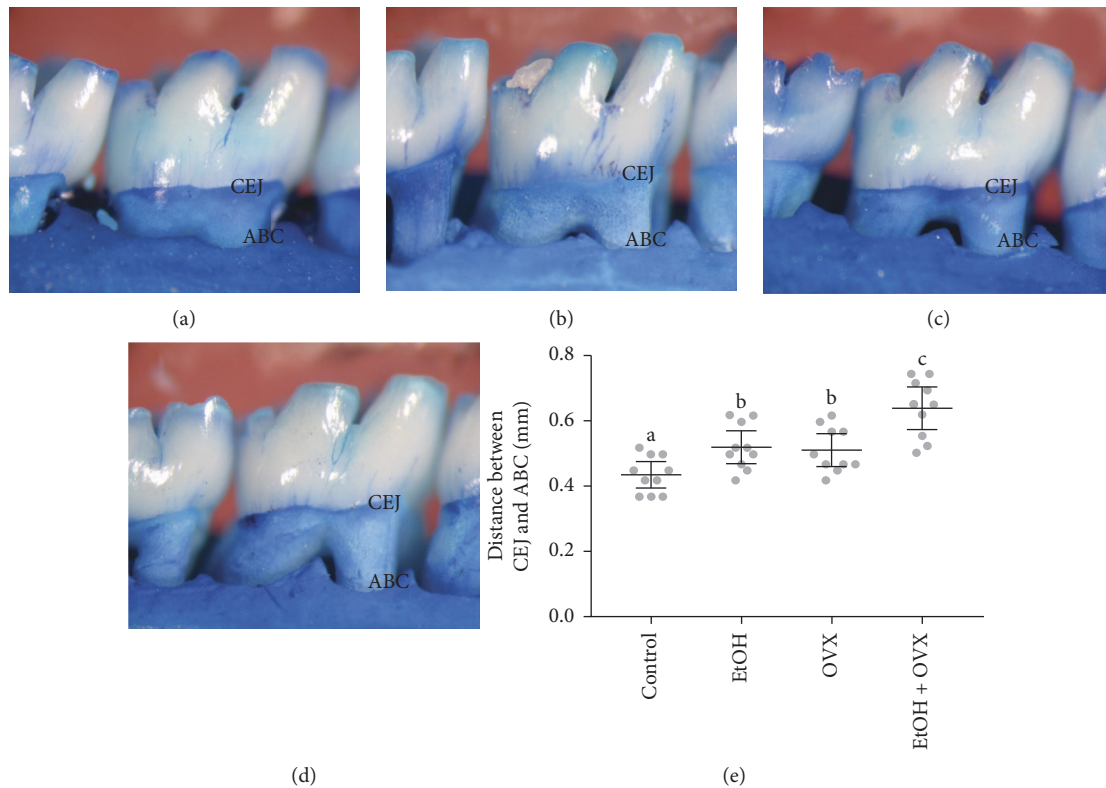 CEJ
ABC
(a)
CEJ
ABC
(b)
CEJ
ABC
(c)
CEJ
ABC
(d)
Distance between
CEJ and ABC (mm)
0.8
0.6
0.4
0.2
0.0
a
b
b
c
Control
EtOH
OVX
EtOH + OVX
(e)